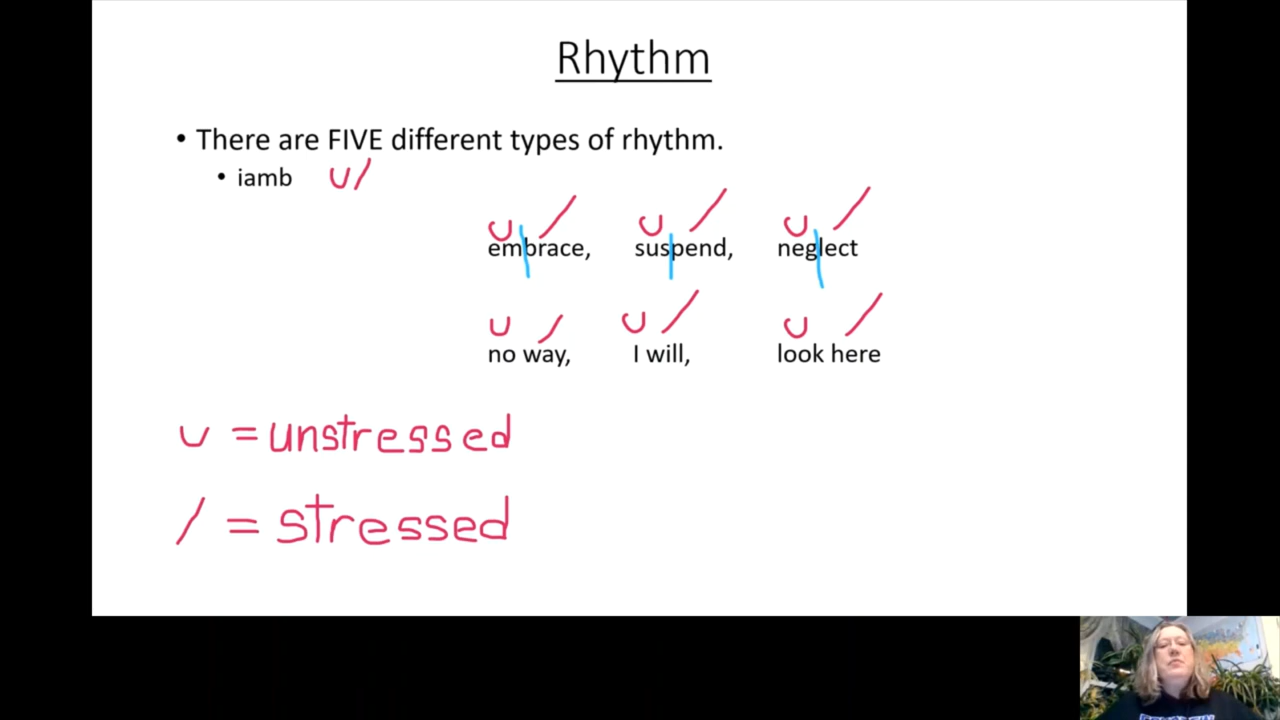 Rhythm
• There are FIVE different types of rhythm.
• iamb U/
U / U / U /
embrace, suspend, neglect
U / U / U /
no way, I will, look here
U = unstressed
/ = stressed